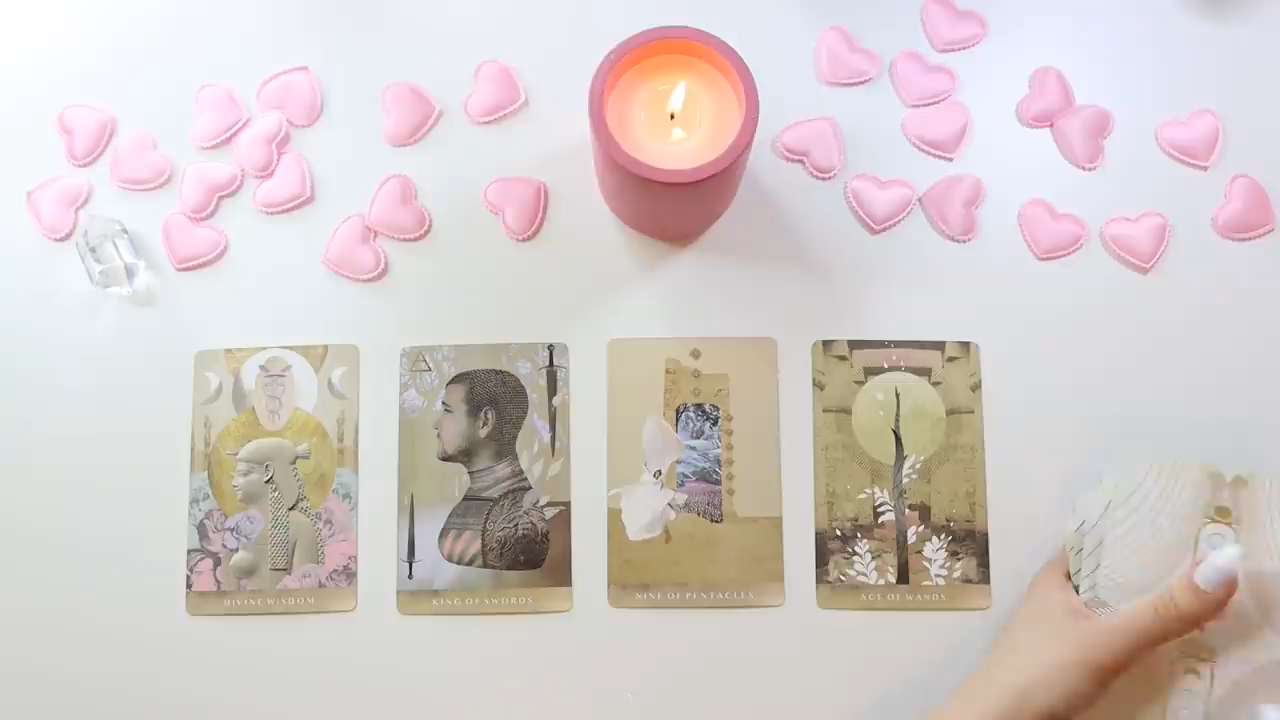 DIVINE WISDOM
KING OF SWORDS
NINE OF PENTACLES
ACE OF WANDS